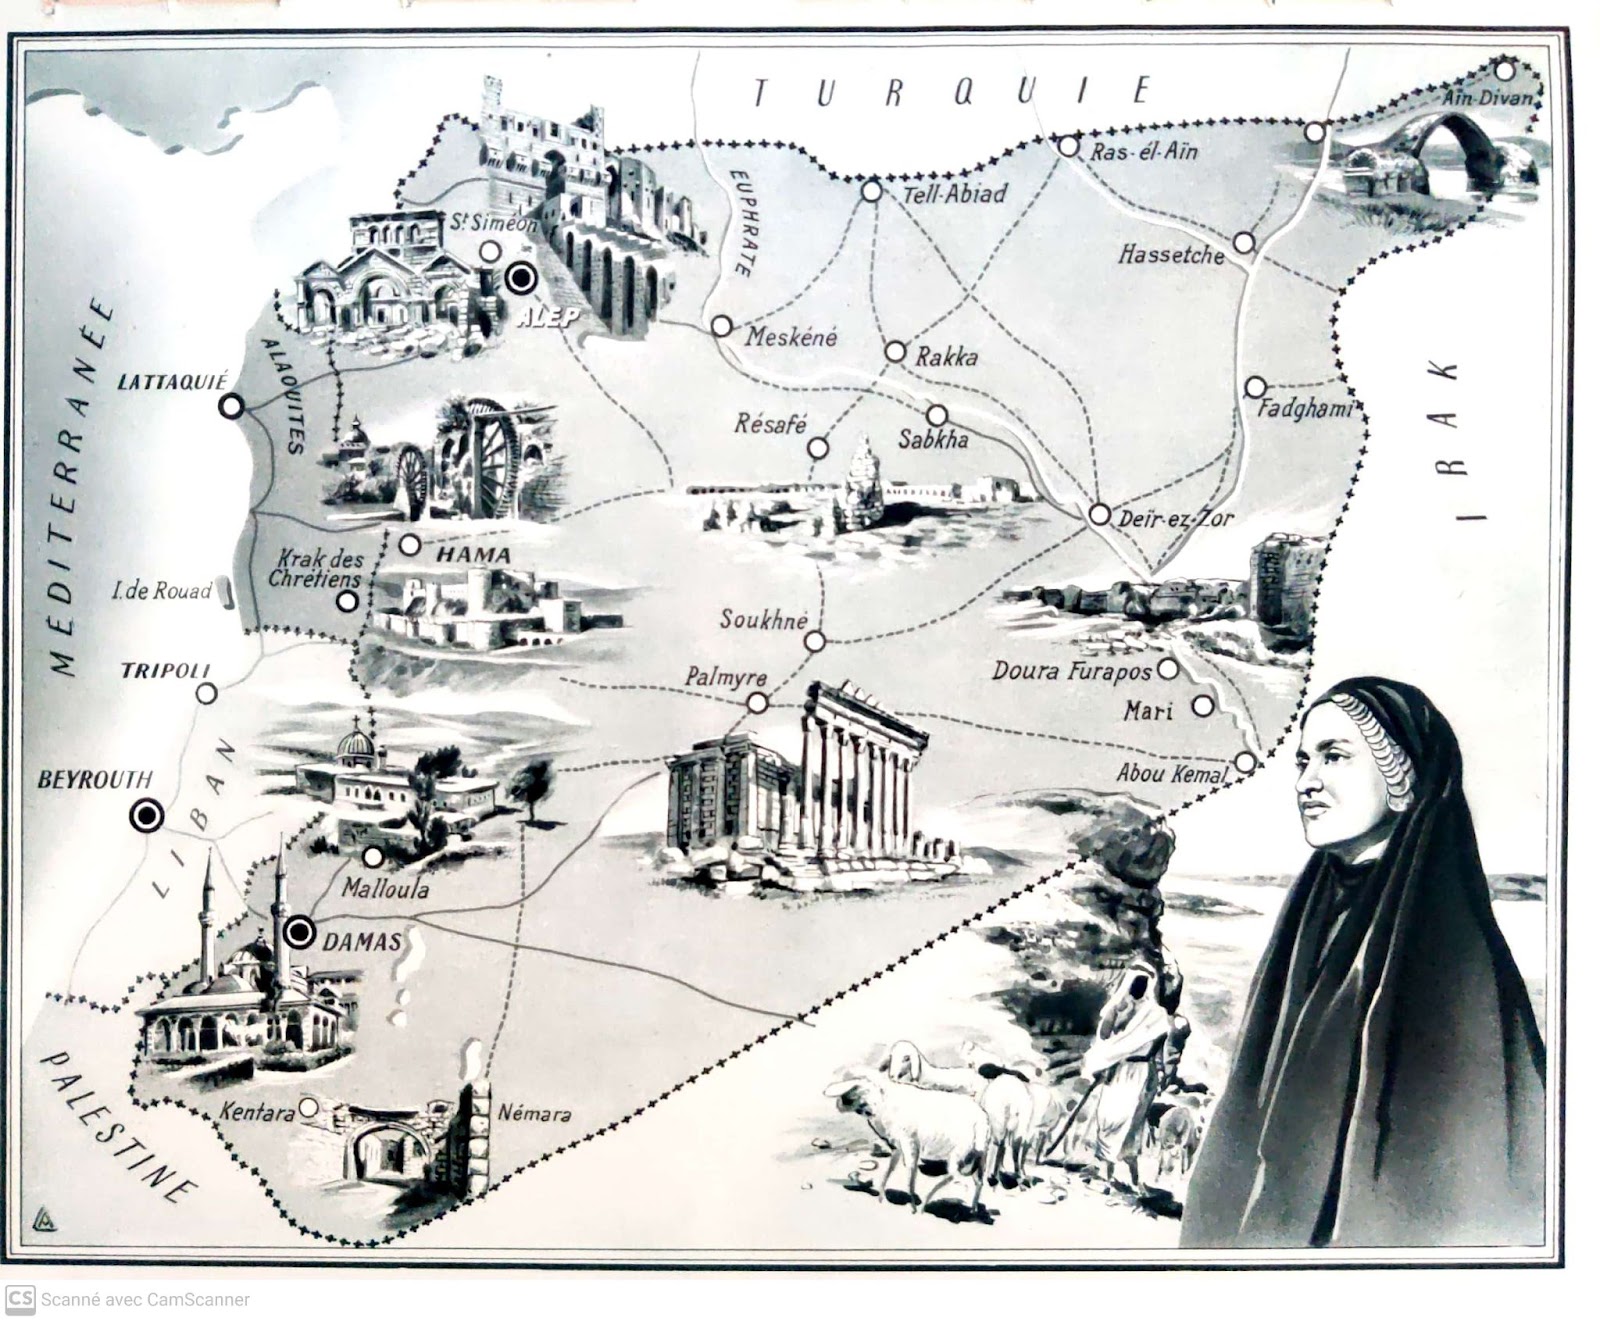 TURQUIE
Aïn-Divan
Ras-él-Aïn
EUPHRATE
Tell-Abiad
St. Siméon
Hassetche
ALEP
Meskéné
Rakka
MÉDITERRANÉE
ALAOUITES
LATTAQUIÉ
IRAK
Fadghami
Résafé
Sabkha
Deïr-ez-Zor
HAMA
Krak des
Chrétiens
I. de Rouad
Soukhné
TRIPOLI
Palmyre
Doura Furapos
Mari
LIBAN
BEYROUTH
Abou Kemal
Malloula
DAMAS
PALESTINE
Kentara
Némara
CS Scanné avec CamScanner